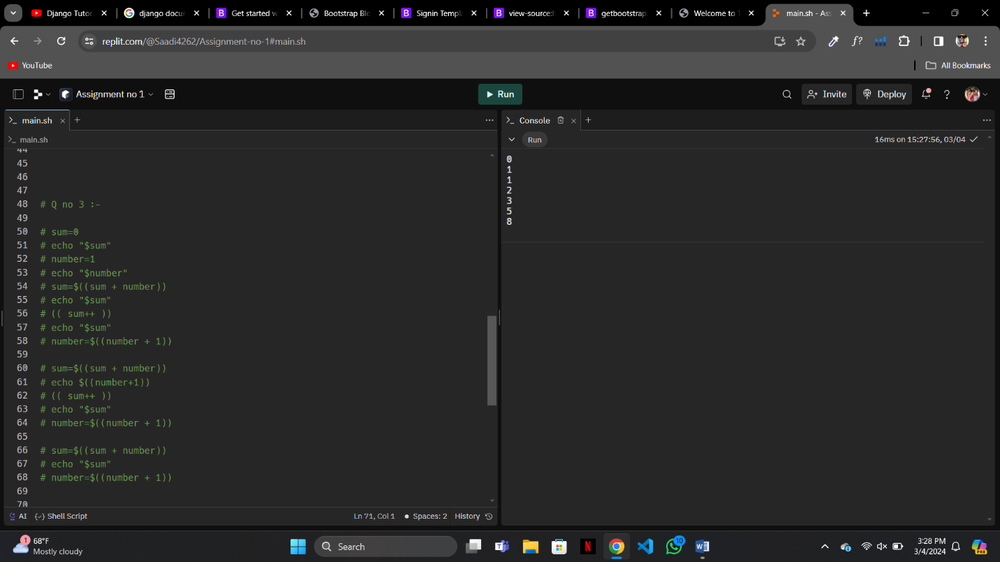 Django Tutor
django docur
Get started w
Bootstrap Blo
Signin Templa
view-source:h
getbootstrap.
Welcome to T
main.sh - Ass
replit.com/@Saadi4262/Assignment-no-1#main.sh
f?
YouTube
All Bookmarks
Assignment no 1
Run
Invite
Deploy
?
main.sh
Console
main.sh
Run
16ms on 15:27:56, 03/04
44
45
46
47
48 # Q no 3 :-
49
50 # sum=0
51 # echo "$sum"
52 # number=1
53 # echo "$number"
54 # sum=$((sum + number))
55 # echo "$sum"
56 # (( sum++ ))
57 # echo "$sum"
58 # number=$((number + 1))
59
60 # sum=$((sum + number))
61 # echo $((number+1))
62 # (( sum++ ))
63 # echo "$sum"
64 # number=$((number + 1))
65
66 # sum=$((sum + number))
67 # echo "$sum"
68 # number=$((number + 1))
69
70
0
1
1
2
3
5
8
AI
Shell Script
Ln 71, Col 1
Spaces: 2
History
1
68°F
Mostly cloudy
Search
N
10
3:28 PM
3/4/2024
PRE